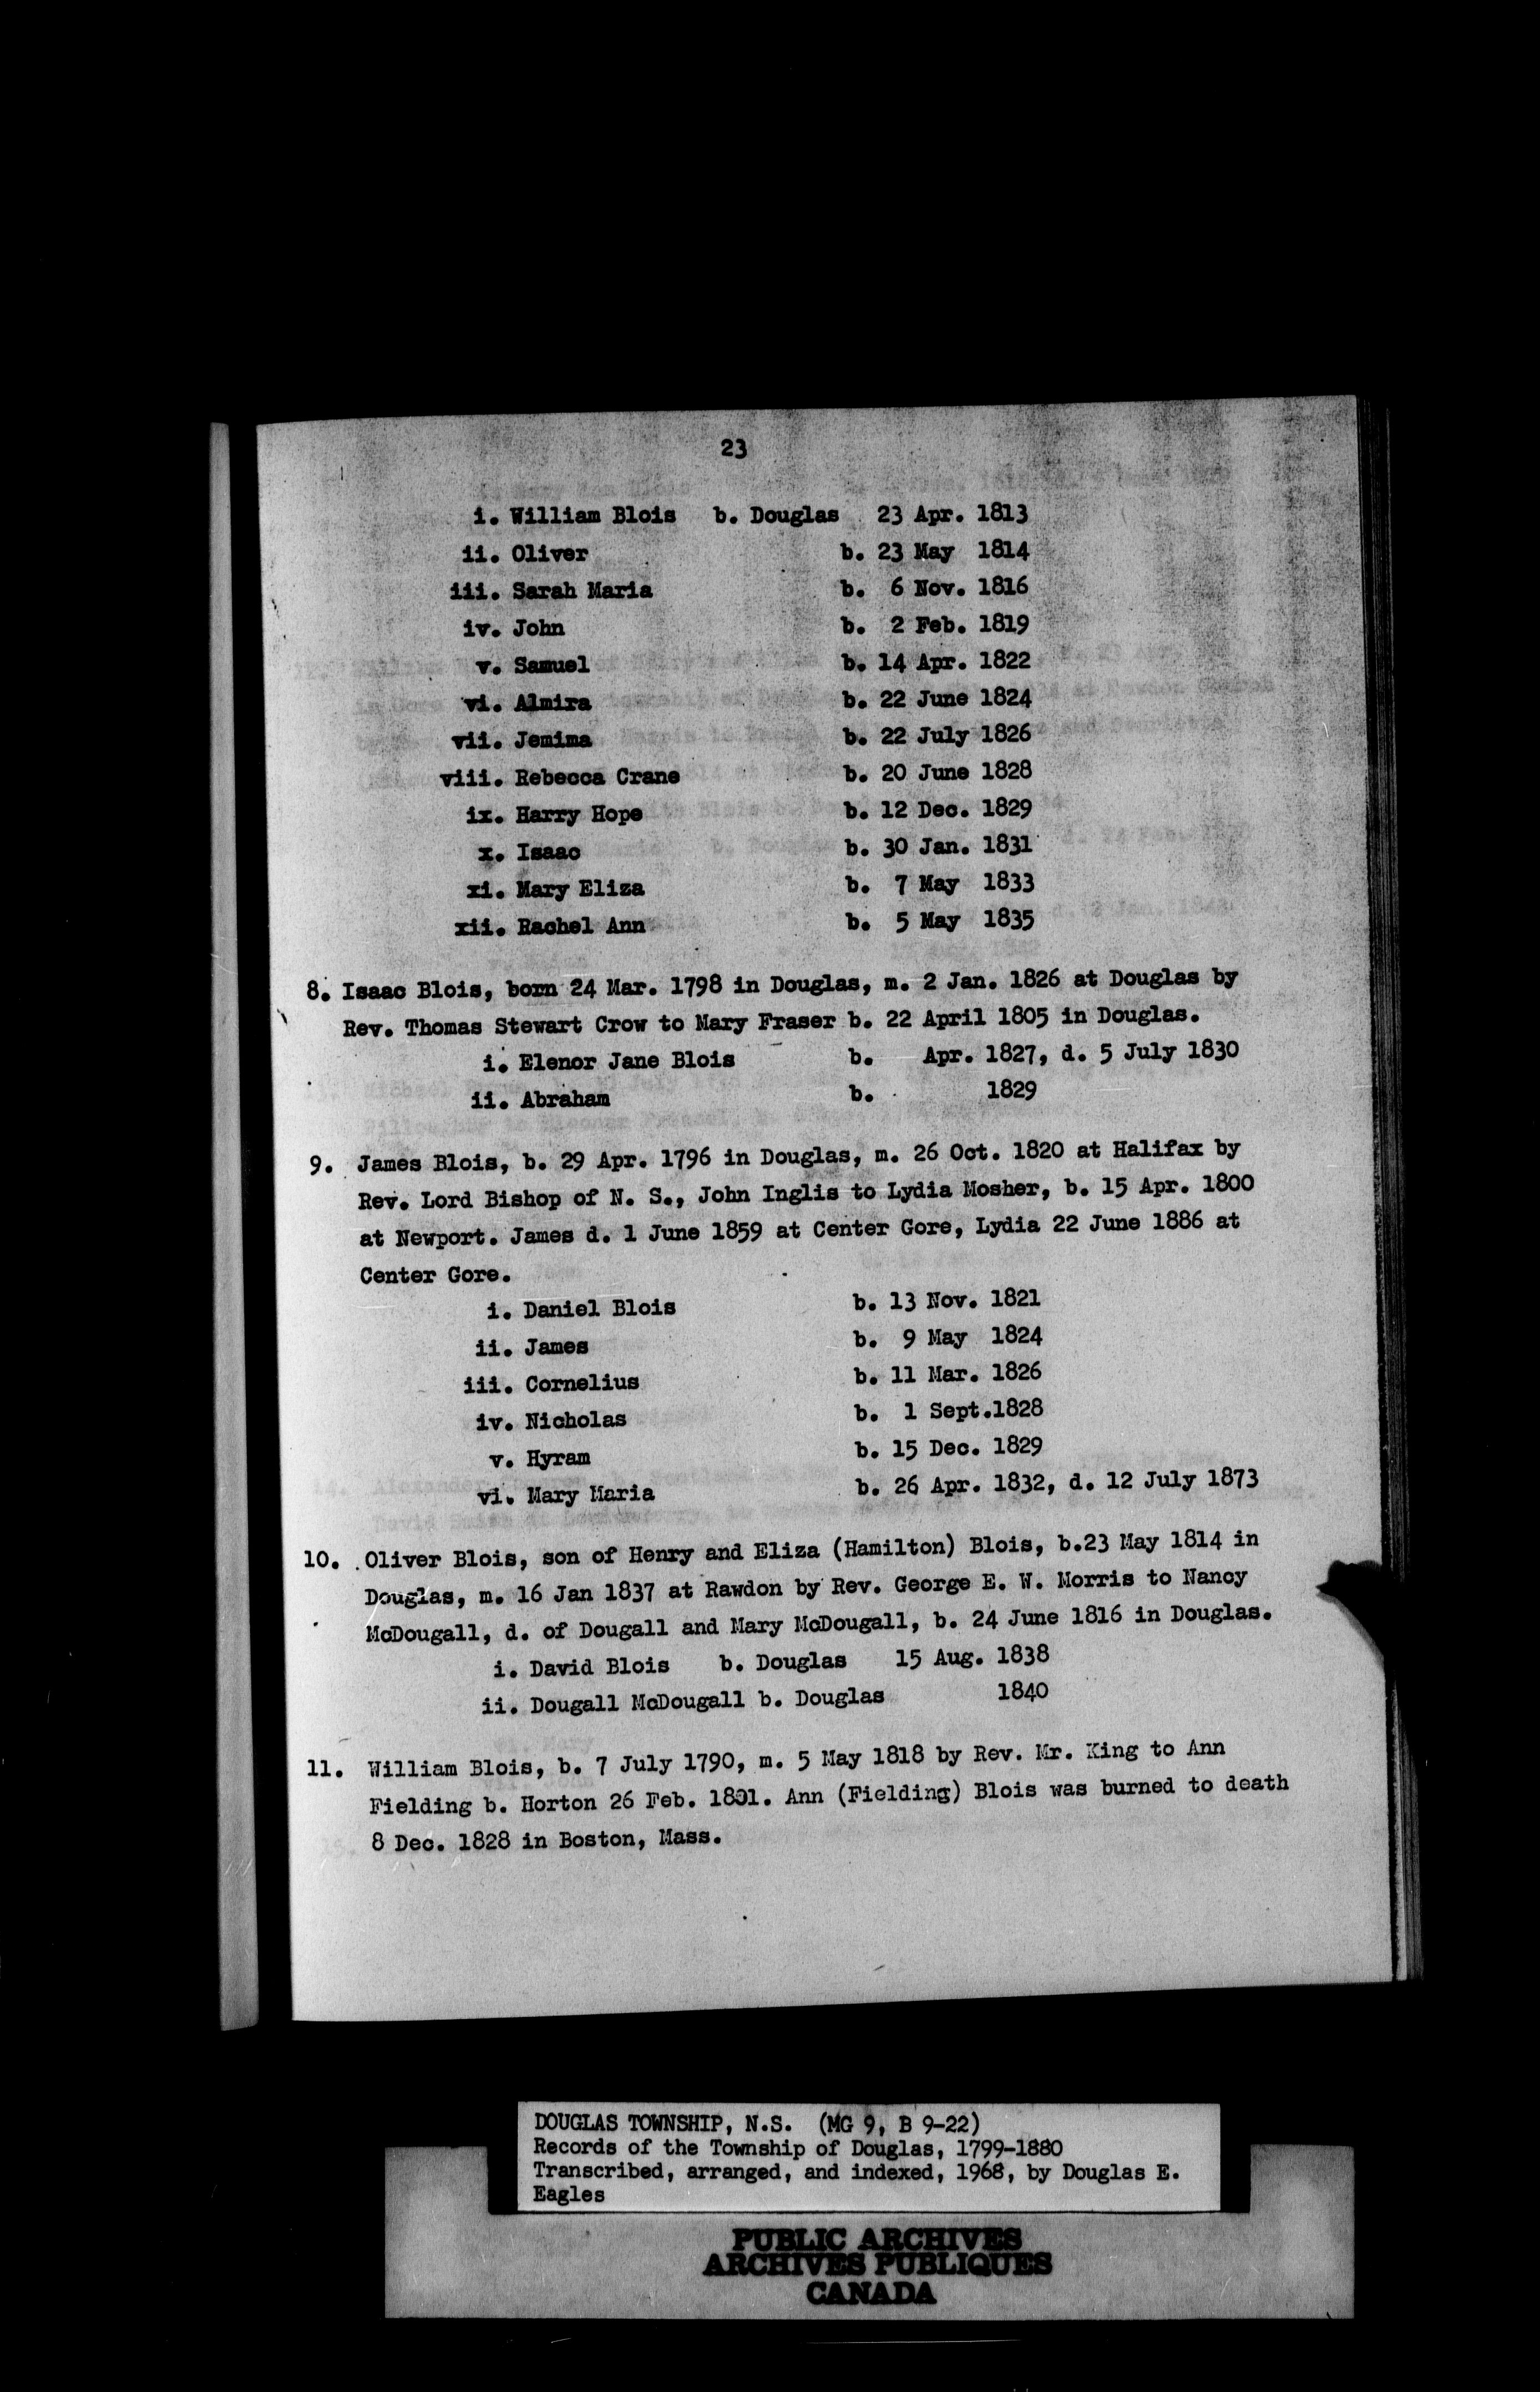 23
i. William Blois b. Douglas 23 Apr. 1813
ii. Oliver b. 23 May 1814
iii. Sarah Maria b. 6 Nov. 1816
iv. John b. 2 Feb. 1819
v. Samuel b. 14 Apr. 1822
vi. Almira b. 22 June 1824
vii. Jemima b. 22 July 1826
viii. Rebecca Crane b. 20 June 1828
ix. Harry Hope b. 12 Dec. 1829
x. Isaac b. 30 Jan. 1831
xi. Mary Eliza b. 7 May 1833
xii. Rachel Ann b. 5 May 1835
8. Isaac Blois, born 24 Mar. 1798 in Douglas, m. 2 Jan. 1826 at Douglas by
Rev. Thomas Stewart Crow to Mary Fraser b. 22 April 1805 in Douglas.
i. Elenor Jane Blois b. Apr. 1827, d. 5 July 1830
ii. Abraham b. 1829
9. James Blois, b. 29 Apr. 1796 in Douglas, m. 26 Oct. 1820 at Halifax by
Rev. Lord Bishop of N. S., John Inglis to Lydia Mosher, b. 15 Apr. 1800
at Newport. James d. 1 June 1859 at Center Gore, Lydia 22 June 1886 at
Center Gore.
i. Daniel Blois b. 13 Nov. 1821
ii. James b. 9 May 1824
iii. Cornelius b. 11 Mar. 1826
iv. Nicholas b. 1 Sept.1828
v. Hyram b. 15 Dec. 1829
vi. Mary Maria b. 26 Apr. 1832, d. 12 July 1873
10. Oliver Blois, son of Henry and Eliza (Hamilton) Blois, b.23 May 1814 in
Douglas, m. 16 Jan 1837 at Rawdon by Rev. George E. W. Morris to Nancy
McDougall, d. of Dougall and Mary McDougall, b. 24 June 1816 in Douglas.
i. David Blois b. Douglas 15 Aug. 1838
ii. Dougall McDougall b. Douglas 1840
11. William Blois, b. 7 July 1790, m. 5 May 1818 by Rev. Mr. King to Ann
Fielding b. Horton 26 Feb. 1801. Ann (Fielding) Blois was burned to death
8 Dec. 1828 in Boston, Mass.
DOUGLAS TOWNSHIP, N.S. (MG 9, B 9-22)
Records of the Township of Douglas, 1799-1880
Transcribed, arranged, and indexed, 1968, by Douglas E.
Eagles
PUBLIC ARCHIVES
ARCHIVES PUBLIQUES
CANADA